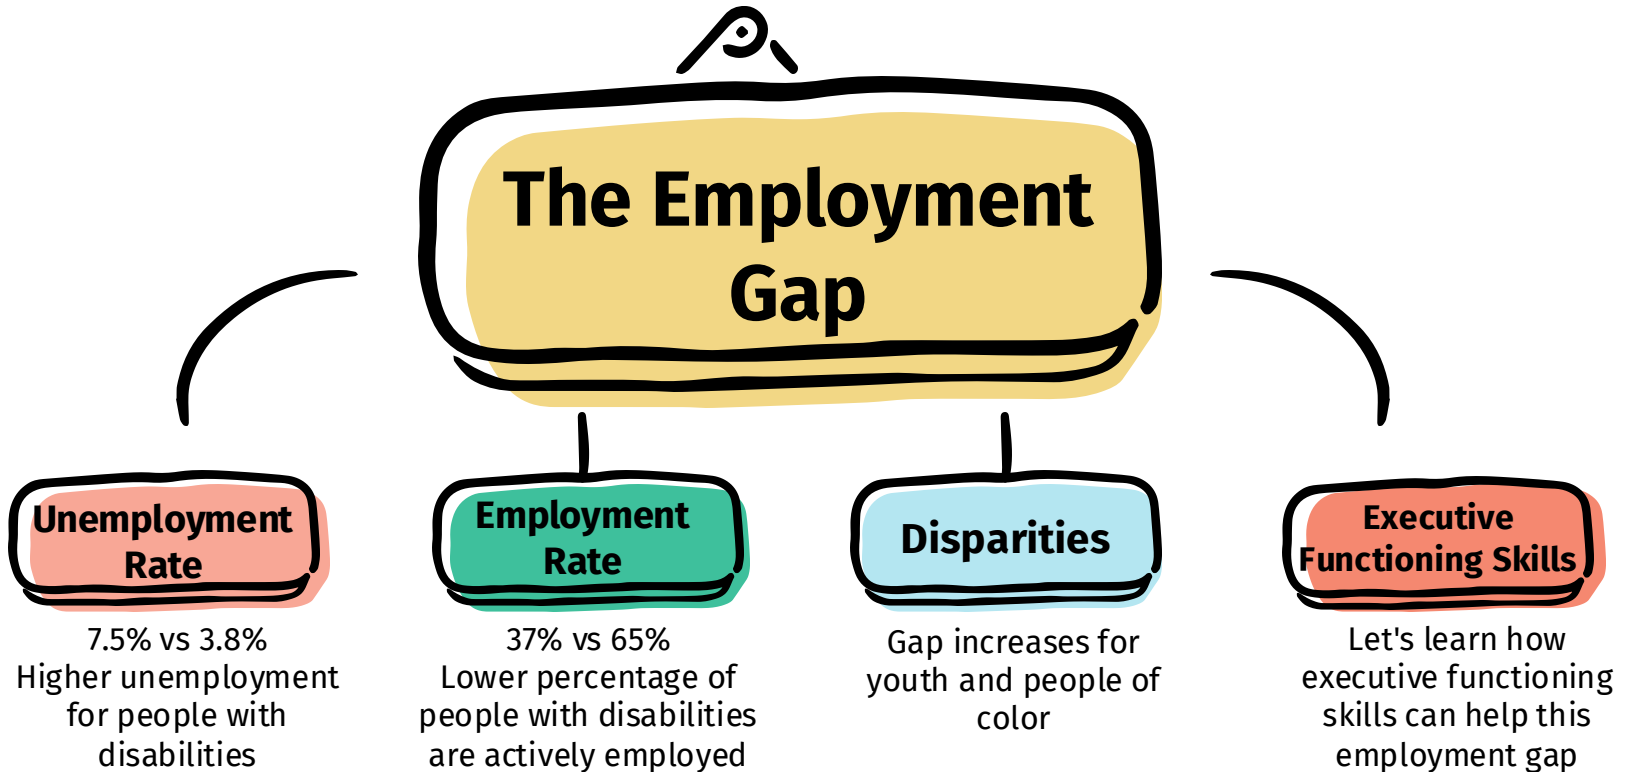 The Employment
Gap
Unemployment
Rate
7.5% vs 3.8%
Higher unemployment
for people with
disabilities
Employment
Rate
37% vs 65%
Lower percentage of
people with disabilities
are actively employed
Disparities
Gap increases for
youth and people of
color
Executive
Functioning Skills
Let's learn how
executive functioning
skills can help this
employment gap